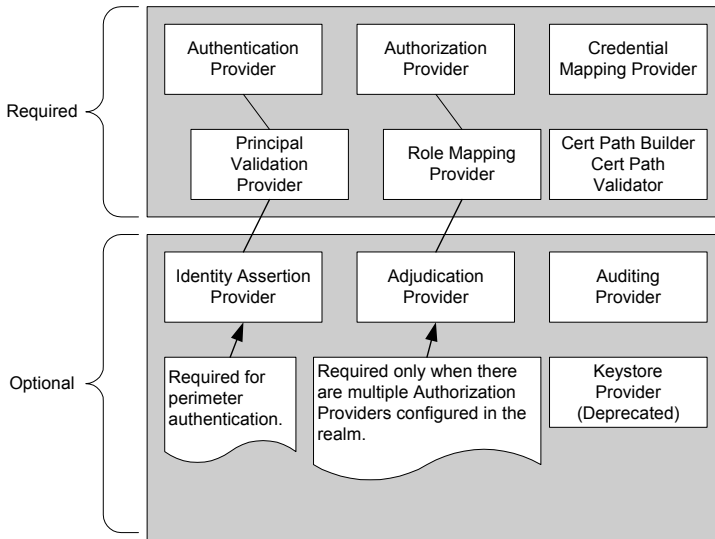 Authentication
Provider
Authorization
Provider
Credential
Mapping Provider
Required
Principal
Validation
Provider
Role Mapping
Provider
Cert Path Builder
Cert Path
Validator
Identity Assertion
Provider
Adjudication
Provider
Auditing
Provider
Optional
Required for
perimeter
authentication.
Required only when there
are multiple Authorization
Providers configured in the
realm.
Keystore
Provider
(Deprecated)